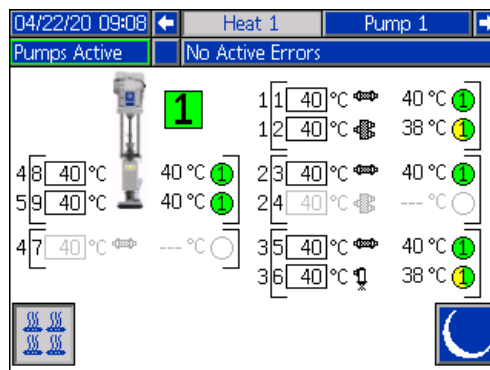 04/22/20 09:08 Heat 1 Pump 1
Pumps Active No Active Errors
1
1 1 40 °C 40 °C 1
1 2 40 °C 38 °C 1
4 8 40 °C 40 °C 1
5 9 40 °C 40 °C 1
2 3 40 °C 40 °C 1
2 4 40 °C --- °C
4 7 40 °C --- °C
3 5 40 °C 40 °C 1
3 6 40 °C 38 °C 1